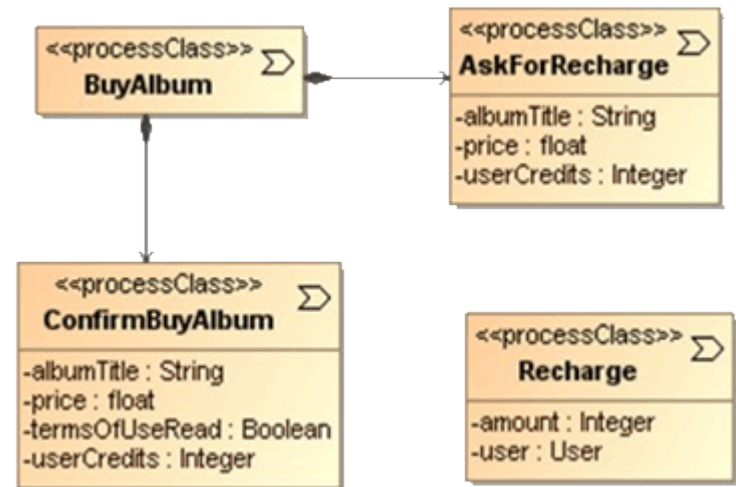 <<processClass>>
BuyAlbum
<<processClass>>
AskForRecharge
-albumTitle : String
-price : float
-userCredits : Integer
<<processClass>>
ConfirmBuyAlbum
-albumTitle : String
-price : float
-termsOfUseRead : Boolean
-userCredits : Integer
<<processClass>>
Recharge
-amount : Integer
-user : User